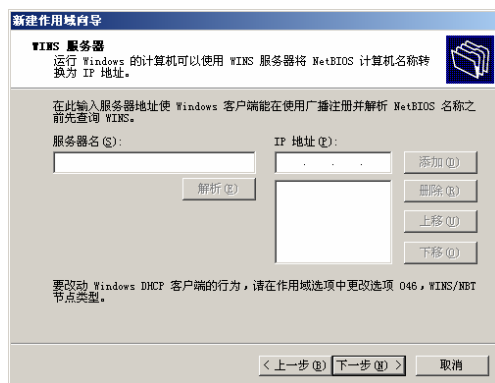 新建作用域向导
WINS 服务器
运行 Windows 的计算机可以使用 WINS 服务器将 NetBIOS 计算机名称转
换为 IP 地址。
在此输入服务器地址使 Windows 客户端能在使用广播注册并解析 NetBIOS 名称之
前先查询 WINS。
服务器名(S):
IP 地址(P):
. . .
添加(D)
解析(E)
删除(R)
上移(U)
下移(O)
要改动 Windows DHCP 客户端的行为，请在作用域选项中更改选项 046，WINS/NBT
节点类型。
< 上一步(B)
下一步(N) >
取消